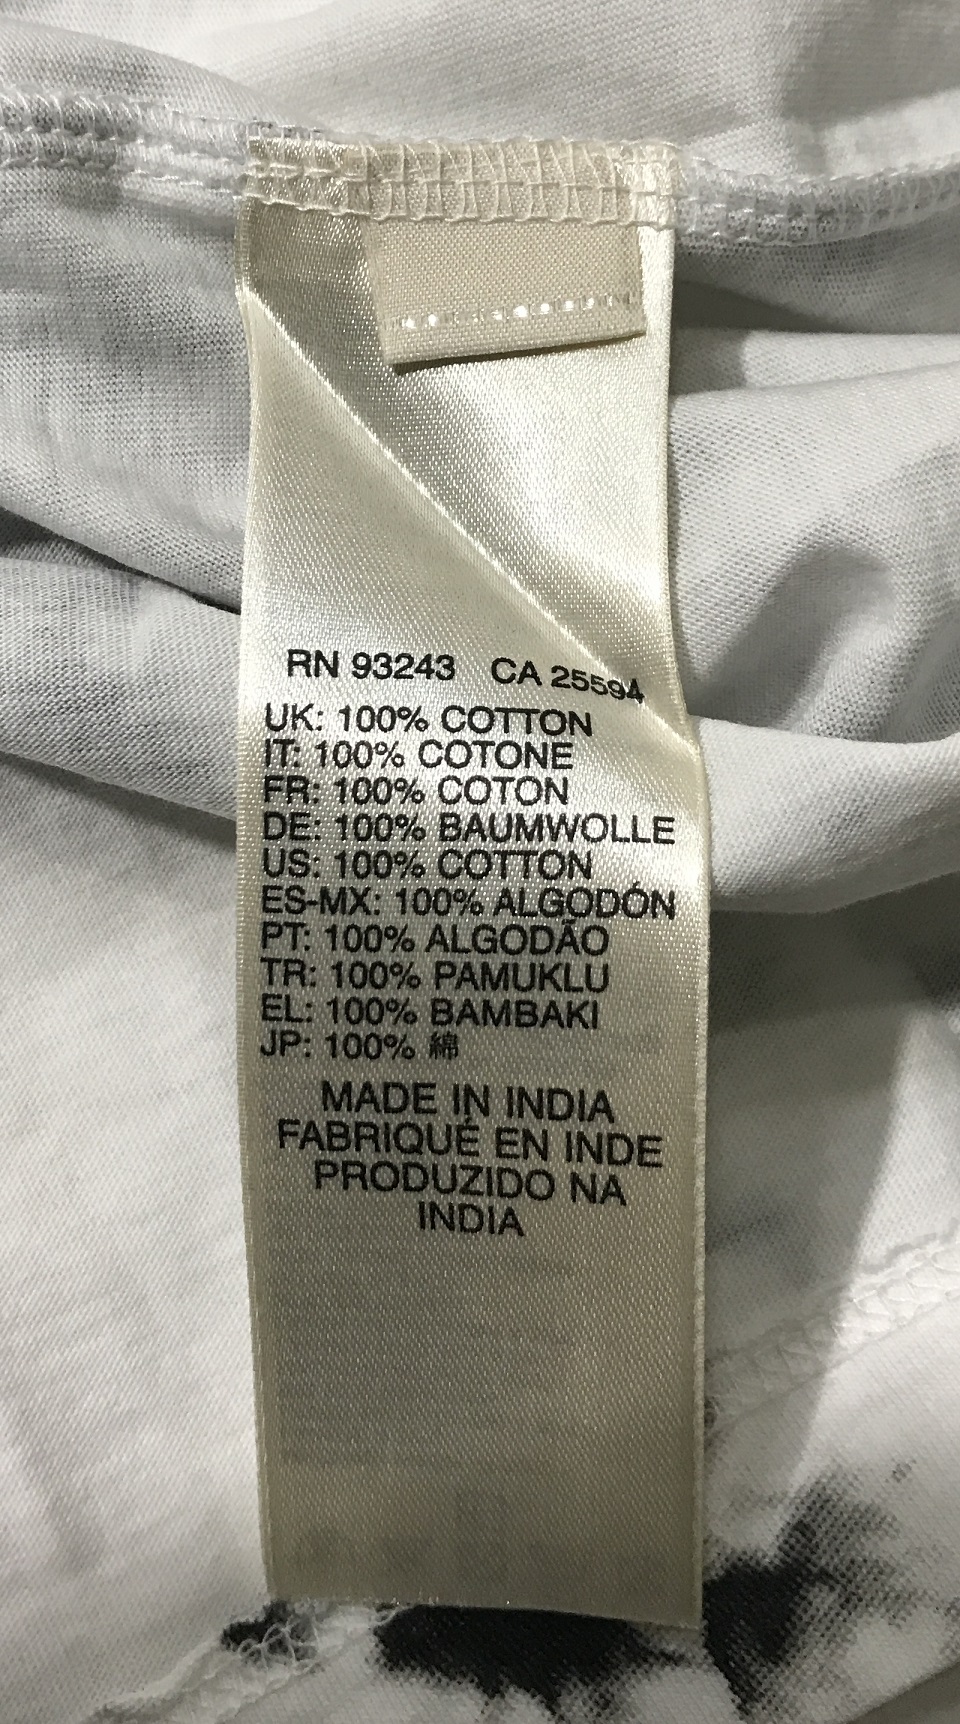 RN 93243 CA 25594
UK: 100% COTTON
IT: 100% COTONE
FR: 100% COTON
DE: 100% BAUMWOLLE
US: 100% COTTON
ES-MX: 100% ALGODÓN
PT: 100% ALGODÃO
TR: 100% PAMUKLU
EL: 100% BAMBAKI
JP: 100% 綿
MADE IN INDIA
FABRIQUÉ EN INDE
PRODUZIDO NA
INDIA